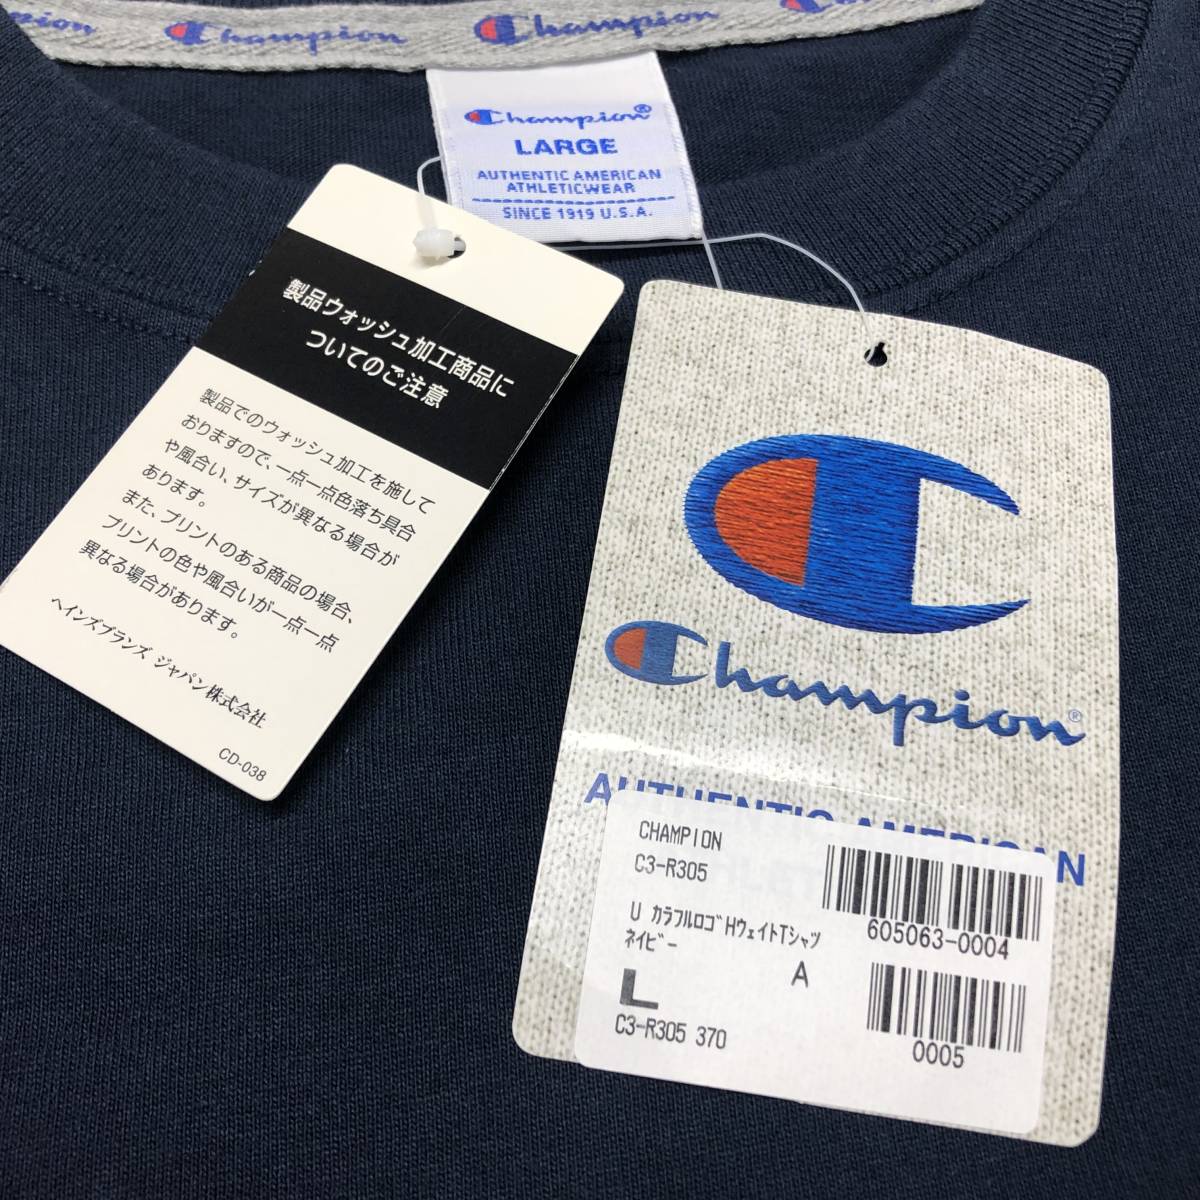 Champion
Champion
Champion
Champion
Champion®
LARGE
AUTHENTIC AMERICAN
ATHLETICWEAR
SINCE 1919 U.S.A.
製品ウォッシュ加工商品に
ついてのご注意
製品でのウォッシュ加工を施して
おりますので、一点一点色落ち具合
や風合い、サイズが異なる場合が
あります。
また、プリントのある商品の場合、
プリントの色や風合いが一点一点
異なる場合があります。
ヘインズブランズ ジャパン株式会社
CD-038
Champion®
AUTHENTIC AMERICAN
CHAMPION
C3-R305
U カラフルロゴHウェイトTシャツ
ネイビー
A
L
C3-R305 370
605063-0004
0005